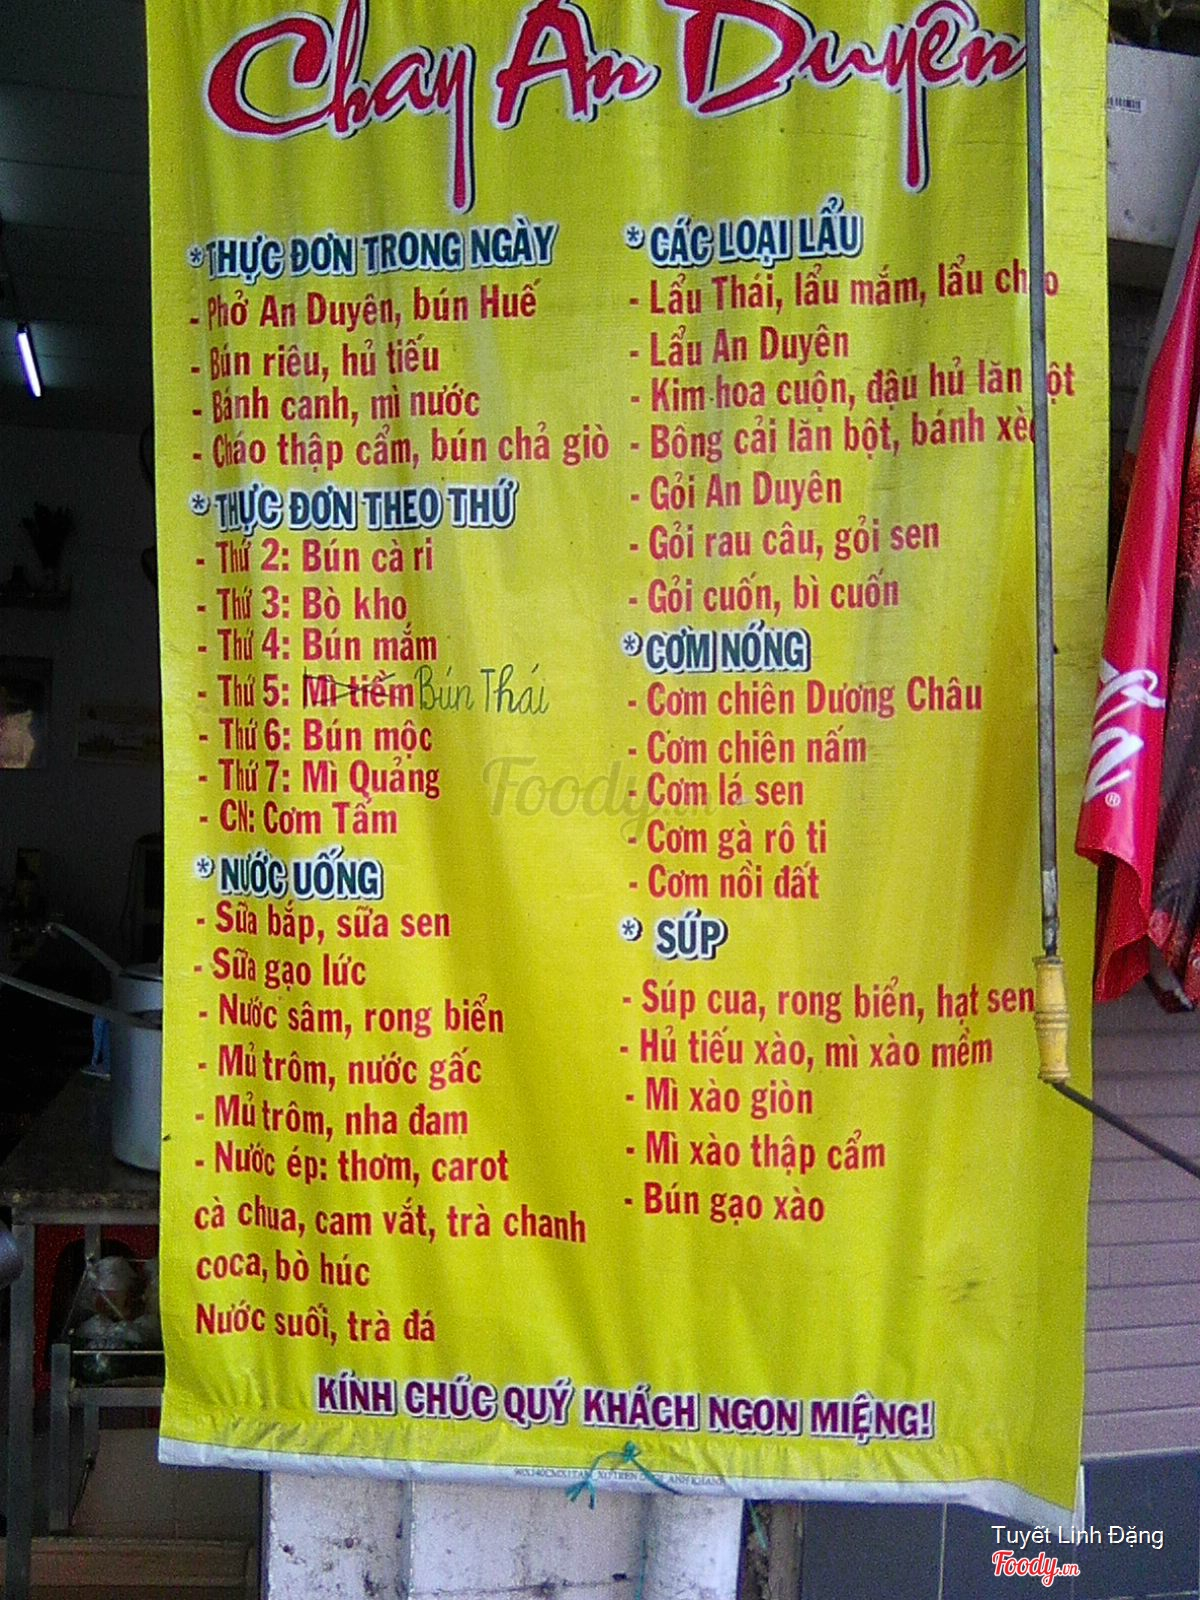 Chay An Duyên
*THỰC ĐƠN TRONG NGÀY
- Phở An Duyên, bún Huế
- Bún riêu, hủ tiếu
- Bánh canh, mì nước
- Cháo thập cẩm, bún chả giò
*THỰC ĐƠN THEO THỨ
- Thứ 2: Bún cà ri
- Thứ 3: Bò kho
- Thứ 4: Bún mắm
- Thứ 5: Mì tiềm Bún Thái
- Thứ 6: Bún mộc
- Thứ 7: Mì Quảng
- CN: Cơm Tấm
* NƯỚC UỐNG
- Sữa bắp, sữa sen
- Sữa gạo lức
- Nước sâm, rong biển
- Mủ trôm, nước gấc
- Mủ trôm, nha đam
- Nước ép: thơm, carot
cà chua, cam vắt, trà chanh
coca, bò húc
Nước suối, trà đá
* CÁC LOẠI LẨU
- Lẩu Thái, lẩu mắm, lẩu
- Lẩu An Duyên
- Kim hoa cuộn, đậu hủ lăn
- Bông cải lăn bột, bánh xèo
- Gỏi An Duyên
- Gỏi rau câu, gỏi sen
- Gỏi cuốn, bì cuốn
*CƠM NÓNG
- Cơm chiên Dương Châu
- Cơm chiên nấm
- Cơm lá sen
- Cơm gà rô ti
- Cơm nồi đất
* SÚP
- Súp cua, rong biển, hạt sen
- Hủ tiếu xào, mì xào mềm
- Mì xào giòn
- Mì xào thập cẩm
- Bún gạo xào
KÍNH CHÚC QUÝ KHÁCH NGON MIỆNG!
Foody.vn
Tuyết Linh Đặng
Foody.vn